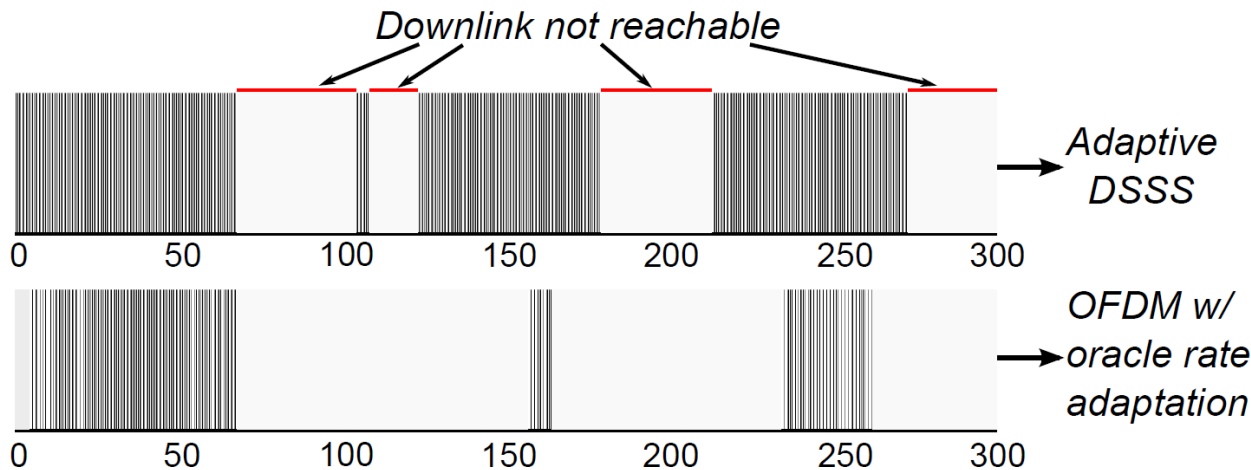 Downlink not reachable
Adaptive
DSSS
0 50 100 150 200 250 300
OFDM w/
oracle rate
adaptation
0 50 100 150 200 250 300